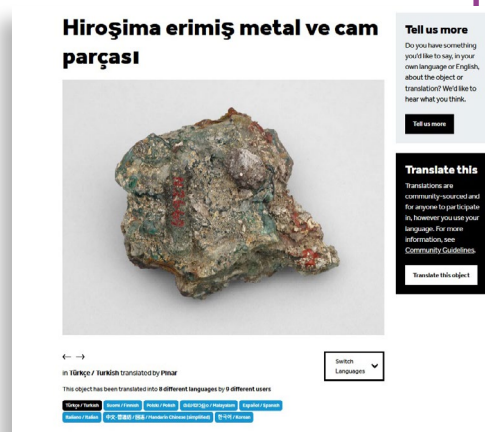 Hiroşima erimiş metal ve cam
parçası
← →
in Türkçe / Turkish translated by Pınar
This object has been translated into 8 different languages by 9 different users
Türkçe / Turkish
Suomi / Finnish
Polski / Polish
മലയാളം / Malayalam
Español / Spanish
Italiano / Italian
/ Mandarin Chinese (simplified)
한국어 / Korean
Switch
Languages
Tell us more
Do you have something
you'd like to say, in your
own language or English,
about the object or
translation? We'd like to
hear what you think.
Tell us more
Translate this
Translations are
community-sourced and
for anyone to participate
in, however you use your
language. For more
information, see
Community Guidelines.
Translate this object